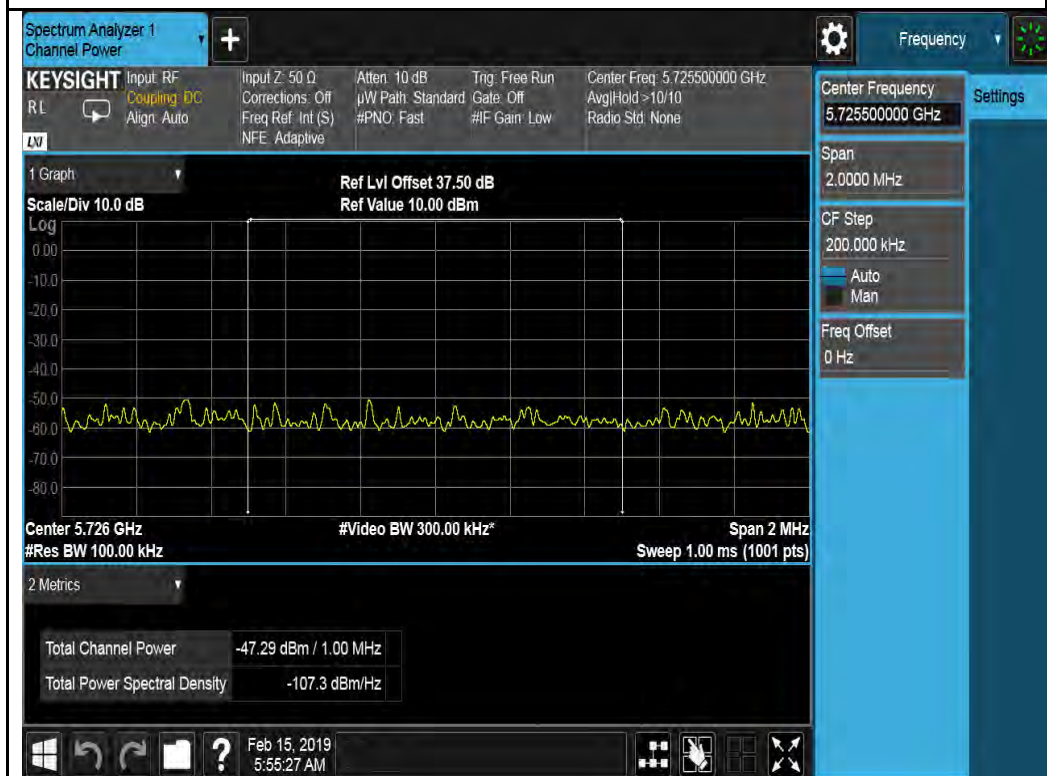 Spectrum Analyzer 1
Channel Power
Frequency
KEYSIGHT
RL
LXI
Input: RF
Coupling: DC
Align: Auto
Input Z: 50 Ω
Corrections: Off
Freq Ref: Int (S)
NFE: Adaptive
Atten: 10 dB
µW Path: Standard
#PNO: Fast
Trig: Free Run
Gate: Off
#IF Gain: Low
Center Freq: 5.725500000 GHz
Avg|Hold >10/10
Radio Std: None
Center Frequency
5.725500000 GHz
Settings
Span
2.0000 MHz
CF Step
200.000 kHz
Auto
Man
Freq Offset
0 Hz
1 Graph
Scale/Div 10.0 dB
Ref Lvl Offset 37.50 dB
Ref Value 10.00 dBm
Log
0.00
-10.0
-20.0
-30.0
-40.0
-50.0
-60.0
-70.0
-80.0
Center 5.726 GHz
#Video BW 300.00 kHz*
Span 2 MHz
#Res BW 100.00 kHz
Sweep 1.00 ms (1001 pts)
2 Metrics
Total Channel Power -47.29 dBm / 1.00 MHz
Total Power Spectral Density -107.3 dBm/Hz
?
Feb 15, 2019
5:55:27 AM